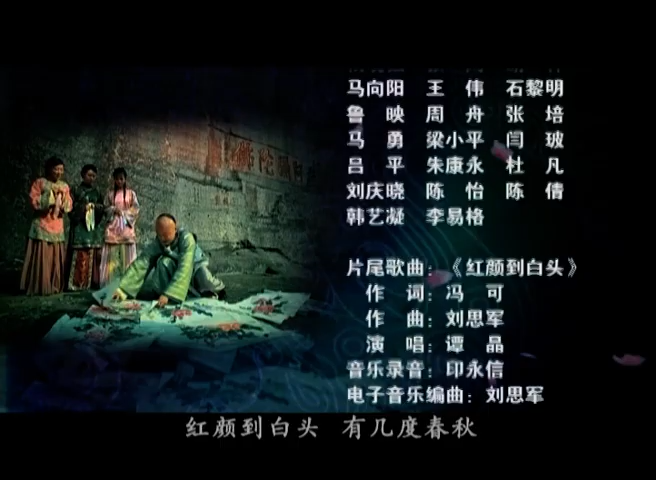 马向阳 王 伟 石黎明
鲁 映 周 舟 张 培
马 勇 梁小平 闫 玻
吕 平 朱康永 杜 凡
刘庆晓 陈 怡 陈 倩
韩艺凝 李易格
片尾歌曲：《红颜到白头》
作 词：冯 可
作 曲：刘思军
演 唱：谭 晶
音乐录音：印永信
电子音乐编曲：刘思军
红颜到白头 有几度春秋